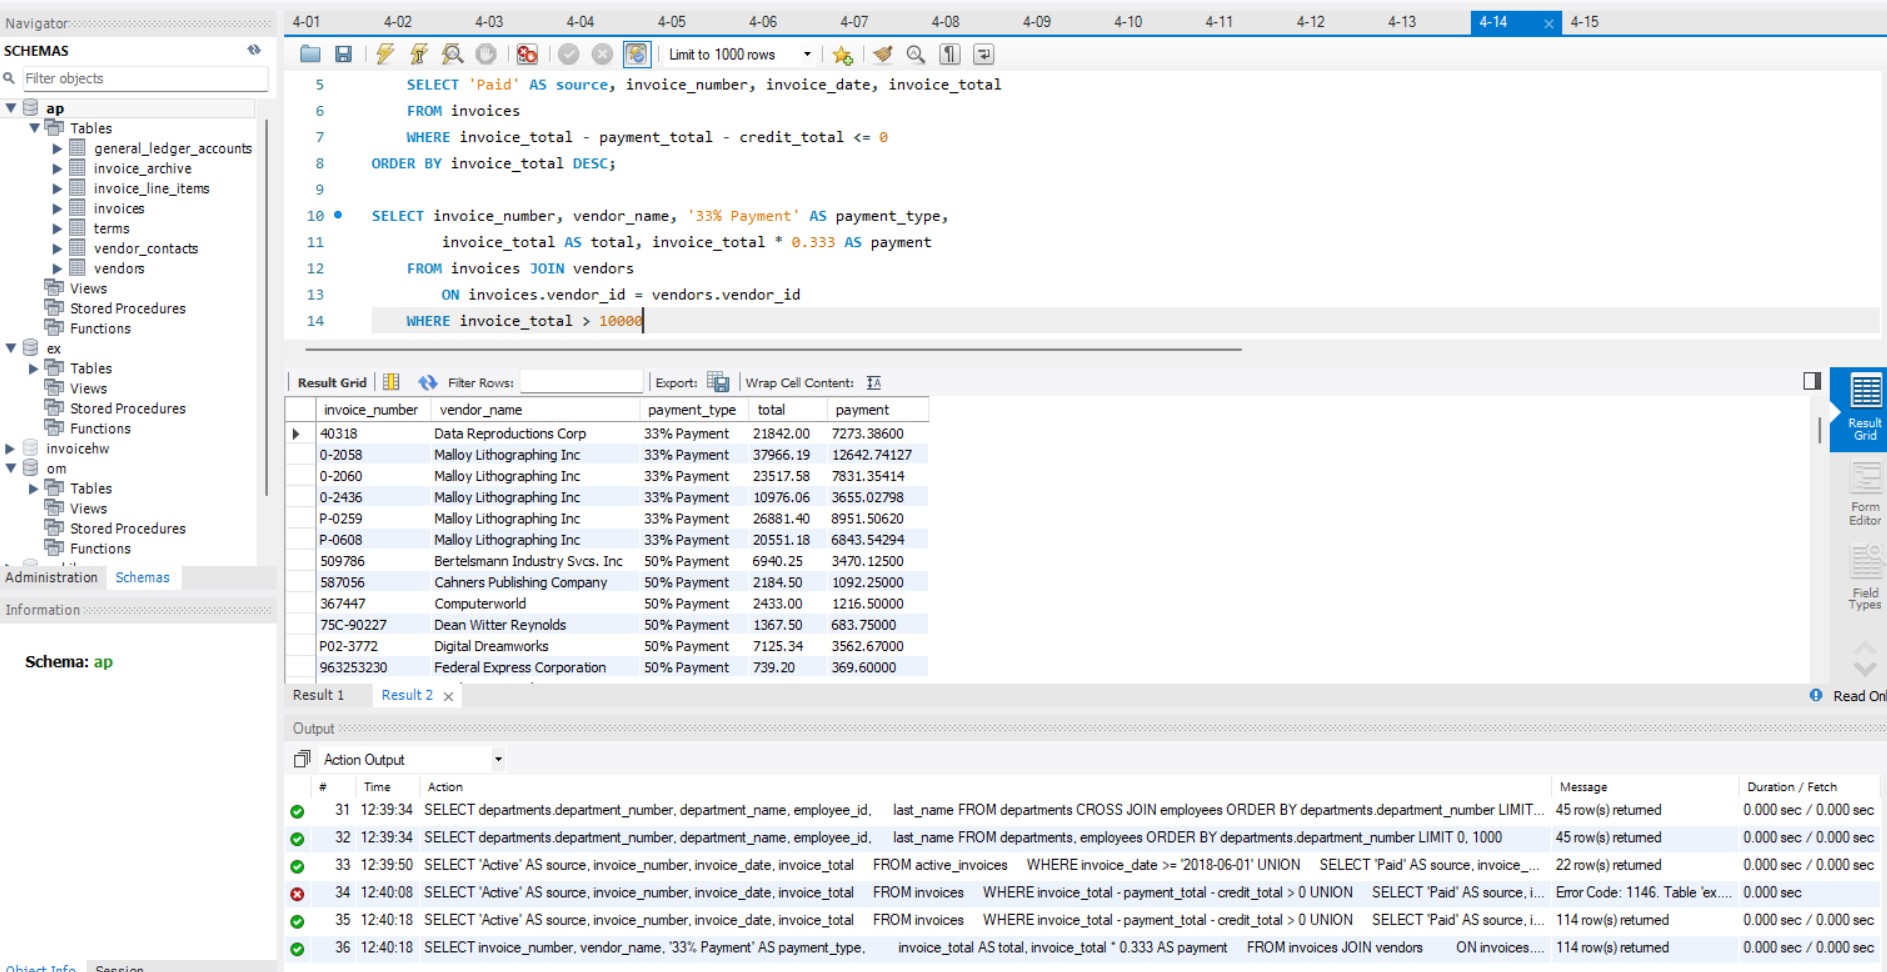 4-01 4-02 4-03 4-04 4-05 4-06 4-07 4-08 4-09 4-10 4-11 4-12 4-13 4-14 4-15
Navigator
SCHEMAS
Filter objects
ap
Tables
general_ledger_accounts
invoice_archive
invoice_line_items
invoices
terms
vendor_contacts
vendors
Views
Stored Procedures
Functions
ex
Tables
Views
Stored Procedures
Functions
invoicehw
om
Tables
Views
Stored Procedures
Functions
Administration Schemas
Information
Schema: ap
Object Info Session
Limit to 1000 rows
5 SELECT 'Paid' AS source, invoice_number, invoice_date, invoice_total
6 FROM invoices
7 WHERE invoice_total - payment_total - credit_total <= 0
8 ORDER BY invoice_total DESC;
9
10 SELECT invoice_number, vendor_name, '33% Payment' AS payment_type,
11 invoice_total AS total, invoice_total * 0.333 AS payment
12 FROM invoices JOIN vendors
13 ON invoices.vendor_id = vendors.vendor_id
14 WHERE invoice_total > 10000
Result Grid Filter Rows: Export: Wrap Cell Content:
invoice_number vendor_name payment_type total payment
40318 Data Reproductions Corp 33% Payment 21842.00 7273.38600
0-2058 Malloy Lithographing Inc 33% Payment 37966.19 12642.74127
0-2060 Malloy Lithographing Inc 33% Payment 23517.58 7831.35414
0-2436 Malloy Lithographing Inc 33% Payment 10976.06 3655.02798
P-0259 Malloy Lithographing Inc 33% Payment 26881.40 8951.50620
P-0608 Malloy Lithographing Inc 33% Payment 20551.18 6843.54294
509786 Bertelsmann Industry Svcs. Inc 50% Payment 6940.25 3470.12500
587056 Cahners Publishing Company 50% Payment 2184.50 1092.25000
367447 Computerworld 50% Payment 2433.00 1216.50000
75C-90227 Dean Witter Reynolds 50% Payment 1367.50 683.75000
P02-3772 Digital Dreamworks 50% Payment 7125.34 3562.67000
963253230 Federal Express Corporation 50% Payment 739.20 369.60000
Result
Grid
Form
Editor
Field
Types
Result 1 Result 2 Read Onl
Output
Action Output
# Time Action Message Duration / Fetch
31 12:39:34 SELECT departments.department_number, department_name, employee_id, last_name FROM departments CROSS JOIN employees ORDER BY departments.department_number LIMIT... 45 row(s) returned 0.000 sec / 0.000 sec
32 12:39:34 SELECT departments.department_number, department_name, employee_id, last_name FROM departments, employees ORDER BY departments.department_number LIMIT 0, 1000 45 row(s) returned 0.000 sec / 0.000 sec
33 12:39:50 SELECT 'Active' AS source, invoice_number, invoice_date, invoice_total FROM active_invoices WHERE invoice_date >= '2018-06-01' UNION SELECT 'Paid' AS source, invoice_... 22 row(s) returned 0.000 sec / 0.000 sec
34 12:40:08 SELECT 'Active' AS source, invoice_number, invoice_date, invoice_total FROM invoices WHERE invoice_total - payment_total - credit_total > 0 UNION SELECT 'Paid' AS source, i... Error Code: 1146. Table 'ex.... 0.000 sec
35 12:40:18 SELECT 'Active' AS source, invoice_number, invoice_date, invoice_total FROM invoices WHERE invoice_total - payment_total - credit_total > 0 UNION SELECT 'Paid' AS source, i... 114 row(s) returned 0.000 sec / 0.000 sec
36 12:40:18 SELECT invoice_number, vendor_name, '33% Payment' AS payment_type, invoice_total AS total, invoice_total * 0.333 AS payment FROM invoices JOIN vendors ON invoices.... 114 row(s) returned 0.000 sec / 0.000 sec